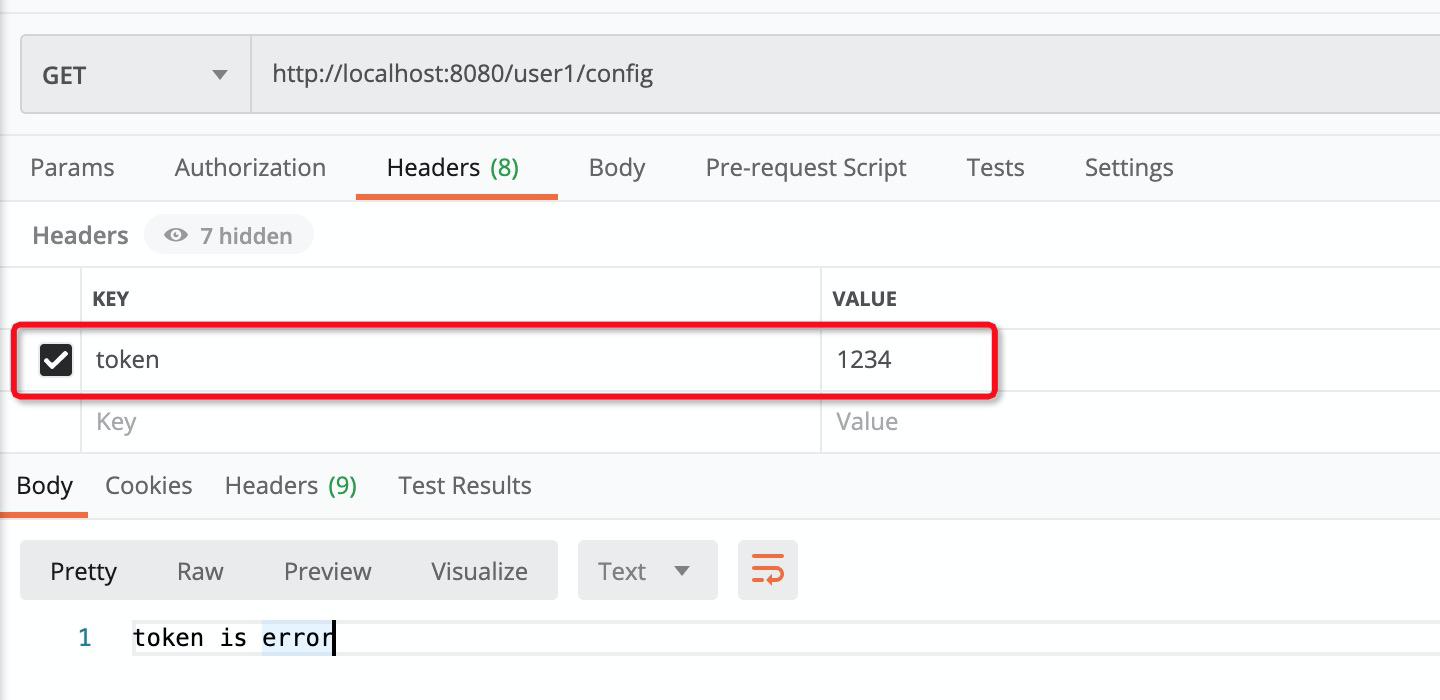 GET http://localhost:8080/user1/config
Params Authorization Headers (8) Body Pre-request Script Tests Settings
Headers 7 hidden
KEY VALUE
token 1234
Key Value
Body Cookies Headers (9) Test Results
Pretty Raw Preview Visualize Text
1 token is error